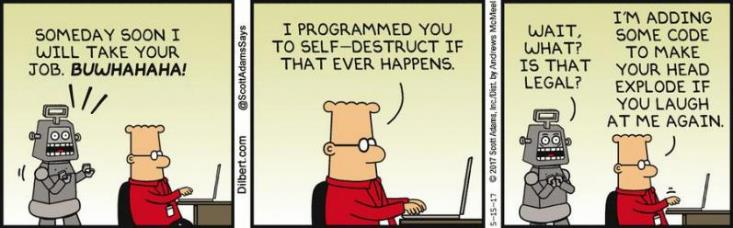 SOMEDAY SOON I
WILL TAKE YOUR
JOB. BUWHAHAHA!
Dilbert.com @ScottAdamsSays
I PROGRAMMED YOU
TO SELF-DESTRUCT IF
THAT EVER HAPPENS.
5-15-17 © 2017 Scott Adams, Inc./Dist. by Andrews McMeel
WAIT,
WHAT?
IS THAT
LEGAL?
I'M ADDING
SOME CODE
TO MAKE
YOUR HEAD
EXPLODE IF
YOU LAUGH
AT ME AGAIN.